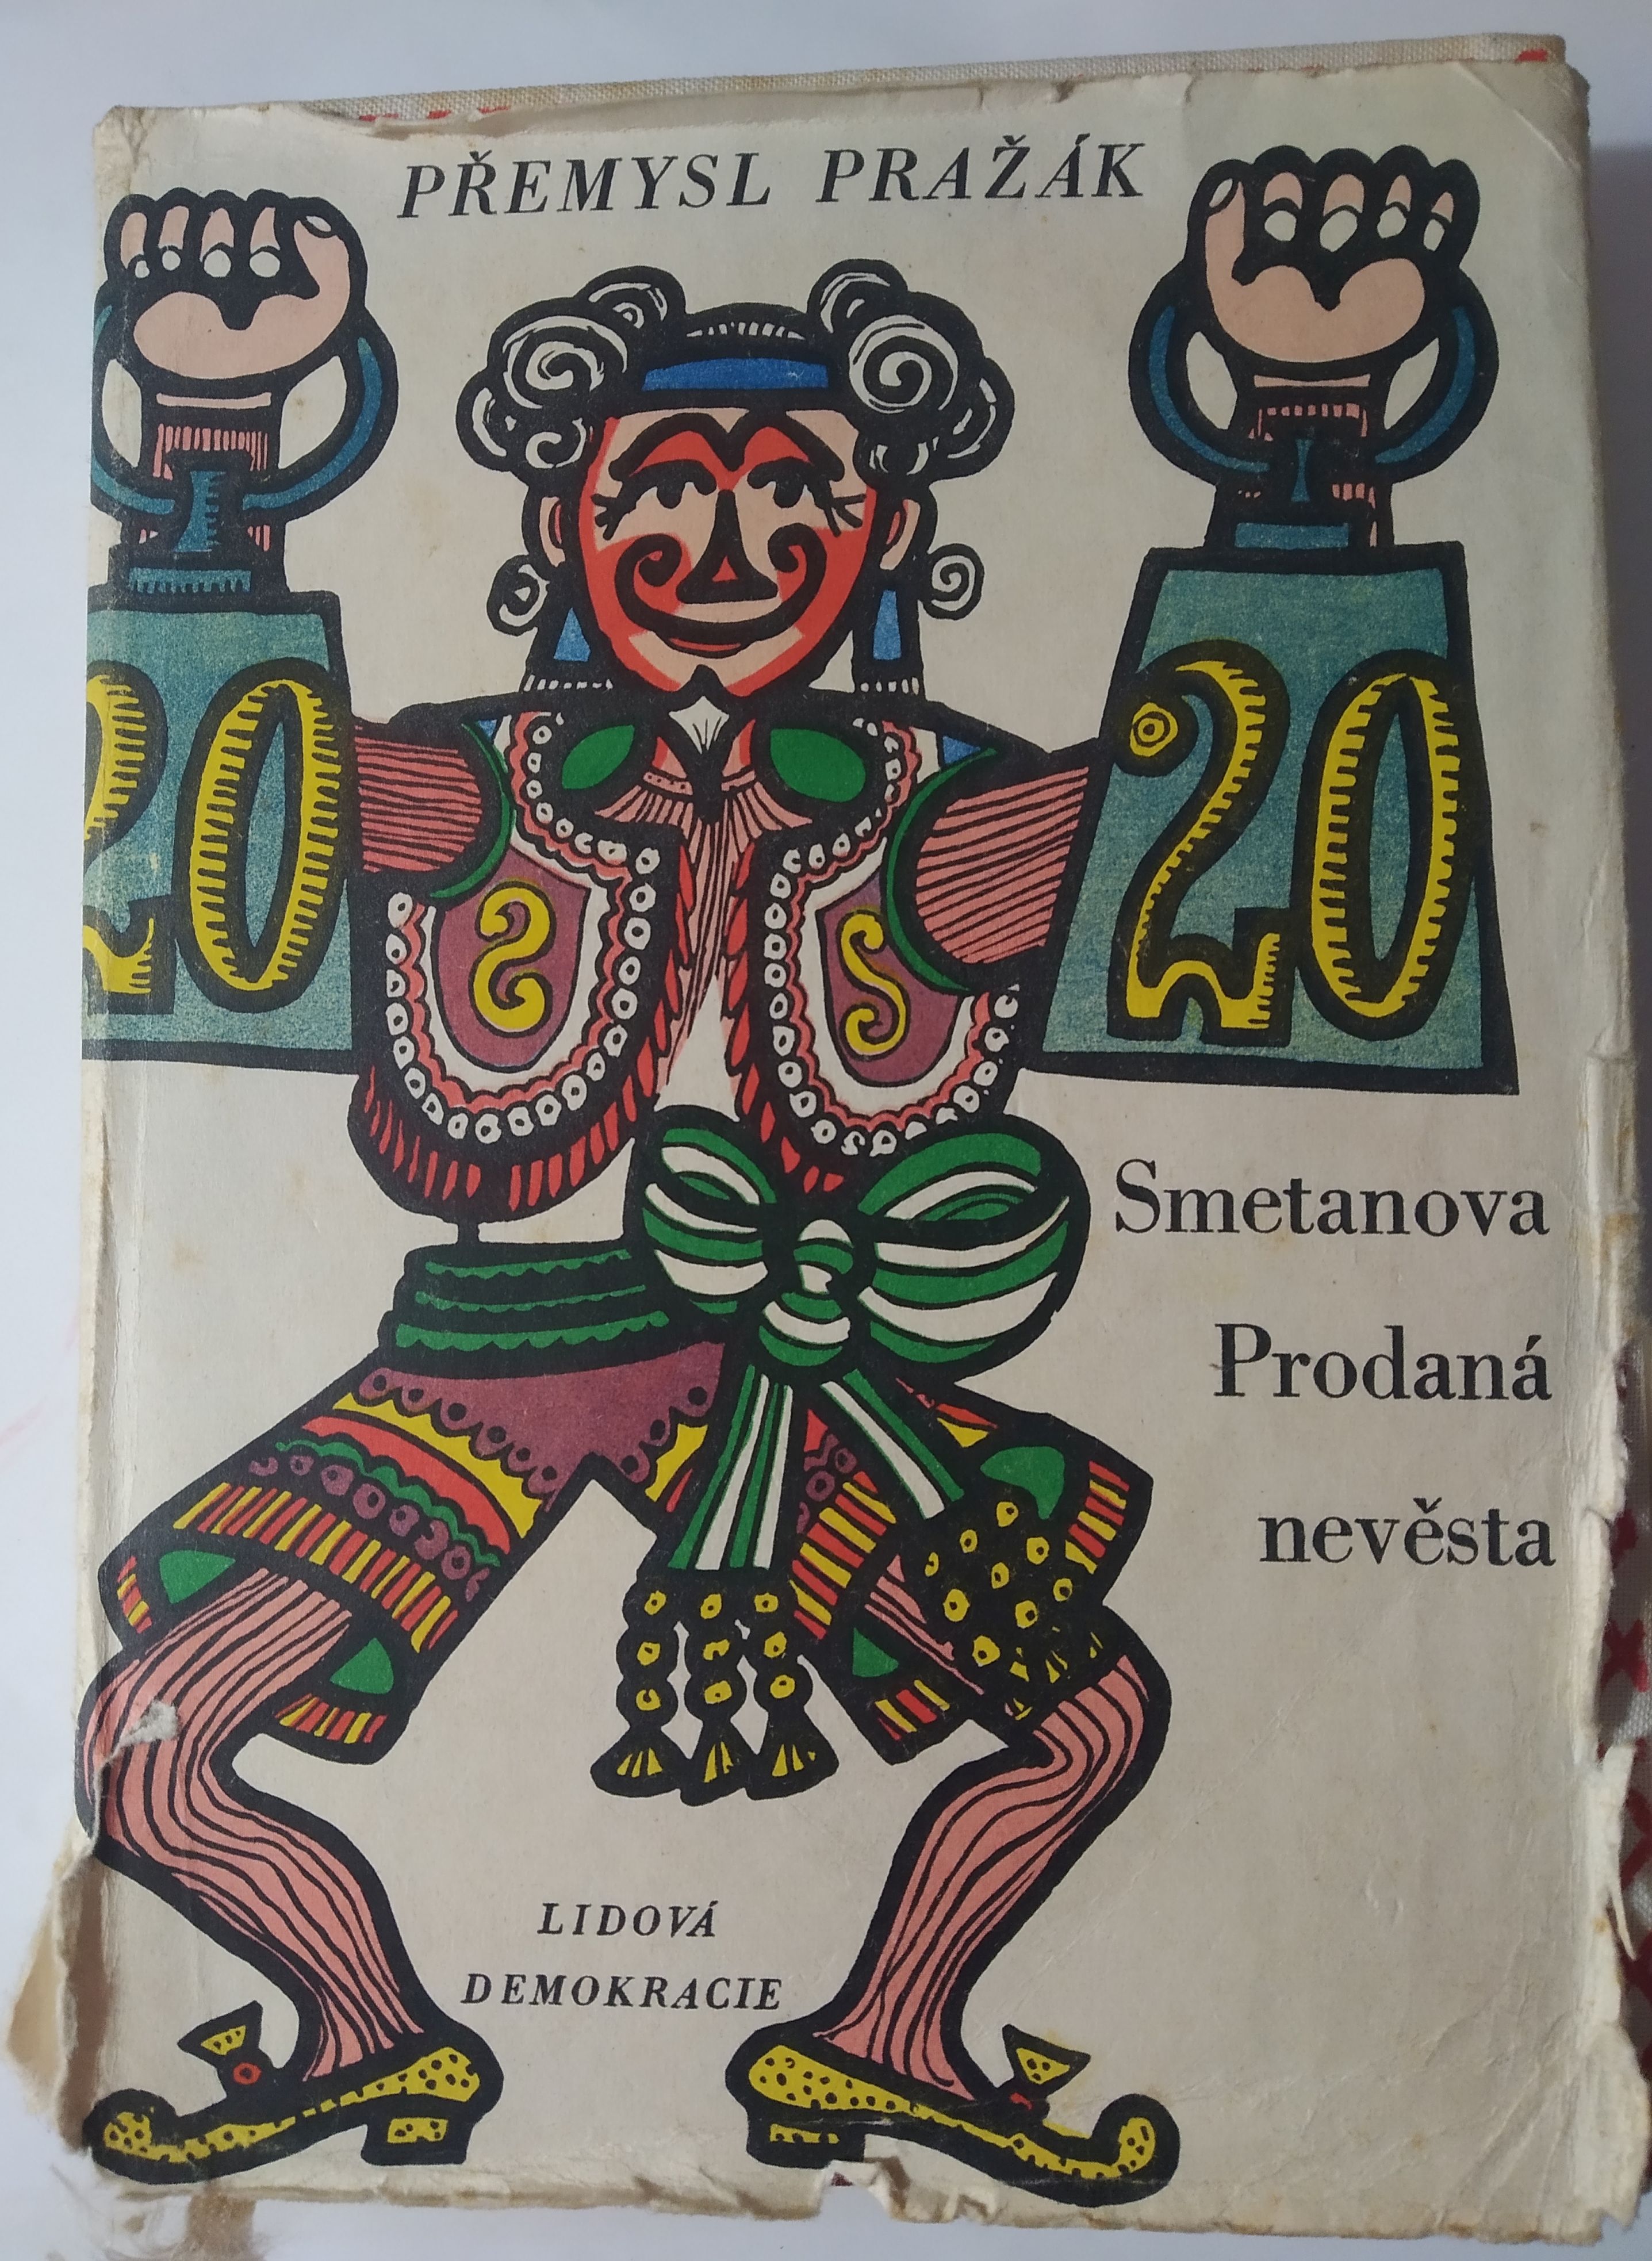 PŘEMYSL PRAŽÁK
20 20
Smetanova
Prodaná
nevěsta
LIDOVÁ
DEMOKRACIE